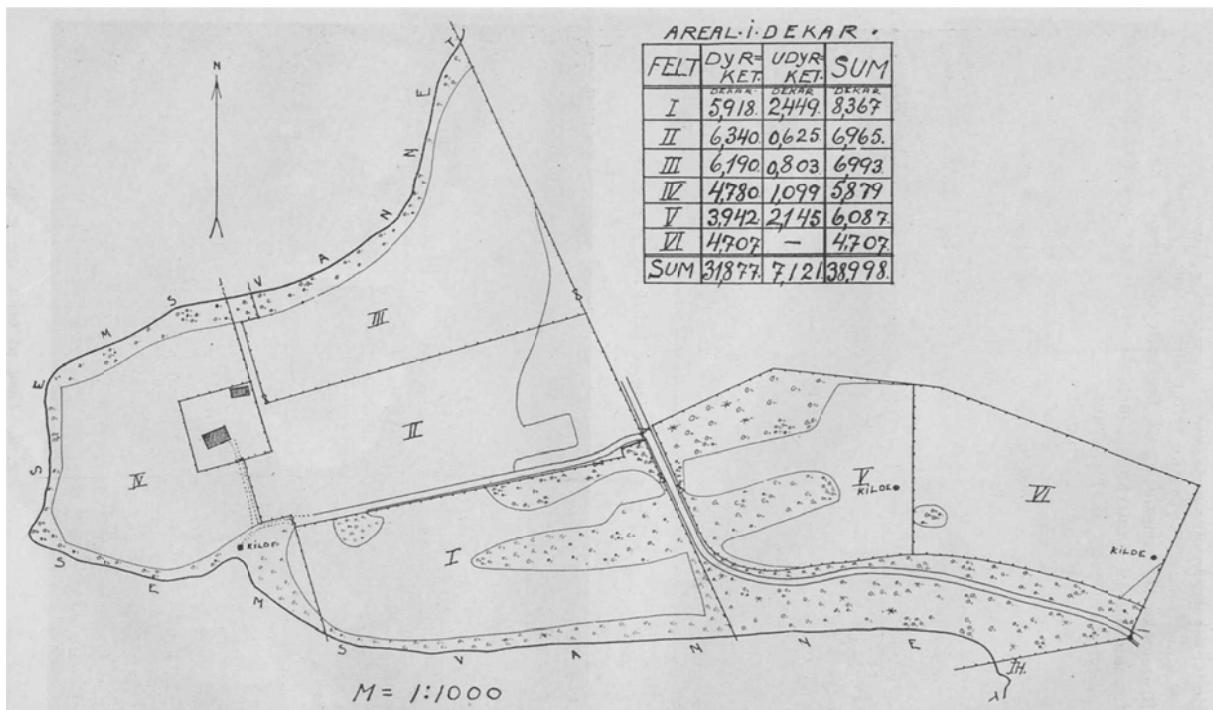 N
AREAL·i·DEKAR.
FELT DYR= KET. UDYR= KET. SUM
DEKAR DEKAR DEKAR
I 5,918. 2,449. 8,367
II 6,340. 0,625. 6,965.
III 6,190. 0,803. 6,993
IV 4,780. 1,099 5,879
V 3,942. 2,145 6,087.
VI 4,707 — 4,707.
SUM 31,877. 7,121. 38,998.
SEMSVANNET
III
II
IV
V
KILDE
VI
KILDE
KILDE
I
SEMSVANNET
M = 1:1000